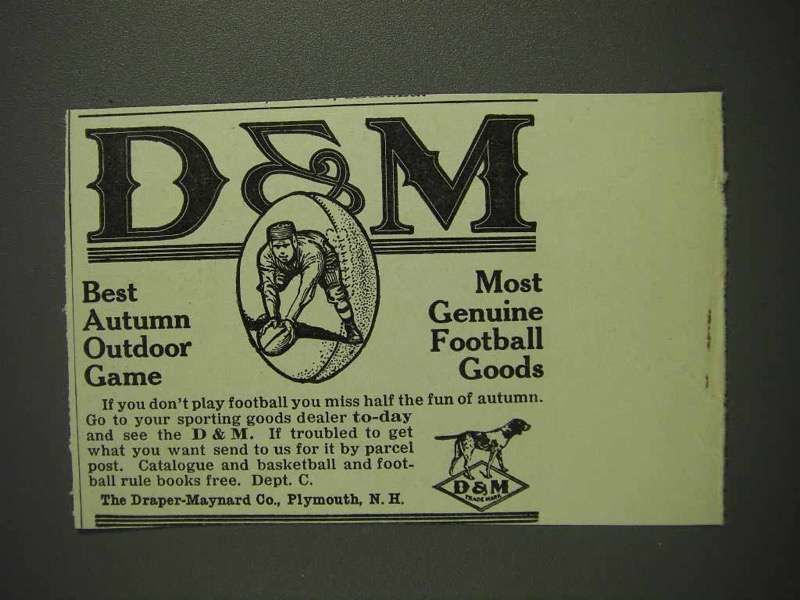 D&M
Best
Autumn
Outdoor
Game
Most
Genuine
Football
Goods
If you don't play football you miss half the fun of autumn.
Go to your sporting goods dealer to-day
and see the D & M. If troubled to get
what you want send to us for it by parcel
post. Catalogue and basketball and foot-
ball rule books free. Dept. C.
The Draper-Maynard Co., Plymouth, N. H.
D&M
TRADE MARK